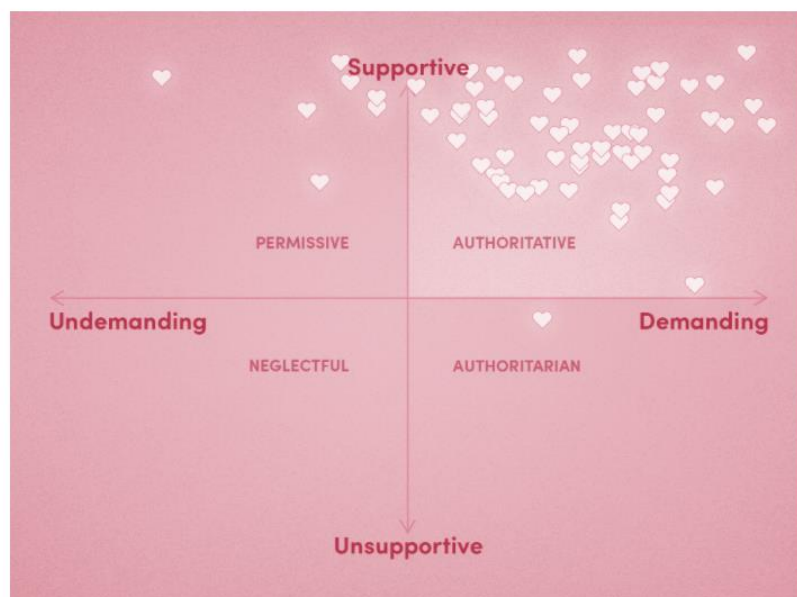 Supportive
PERMISSIVE
AUTHORITATIVE
Undemanding
Demanding
NEGLECTFUL
AUTHORITARIAN
Unsupportive